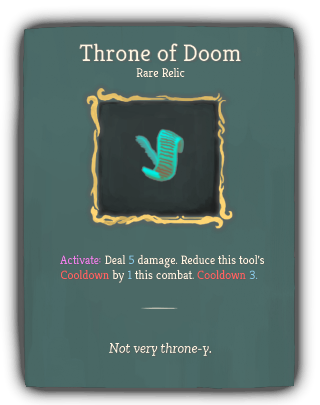 Throne of Doom
Rare Relic
Activate: Deal 5 damage. Reduce this tool's
Cooldown by 1 this combat. Cooldown 3.
Not very throne-y.